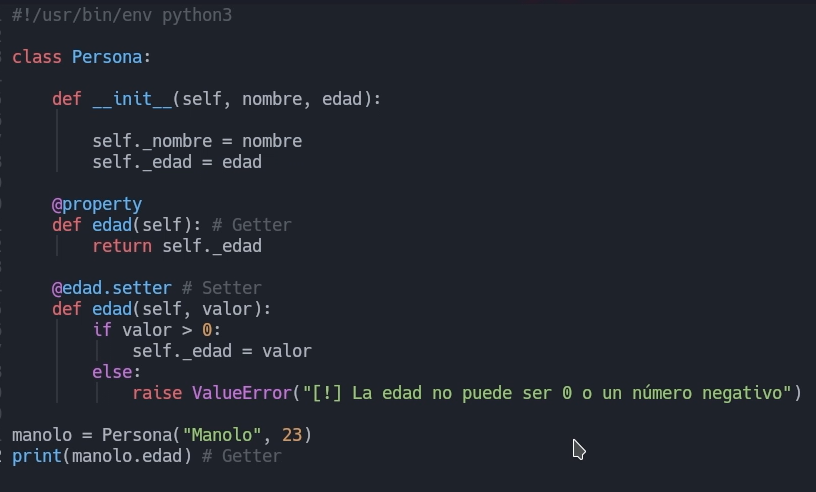 #!/usr/bin/env python3
class Persona:
def __init__(self, nombre, edad):
self._nombre = nombre
self._edad = edad
@property
def edad(self): # Getter
return self._edad
@edad.setter # Setter
def edad(self, valor):
if valor > 0:
self._edad = valor
else:
raise ValueError("[!] La edad no puede ser 0 o un número negativo")
manolo = Persona("Manolo", 23)
print(manolo.edad) # Getter